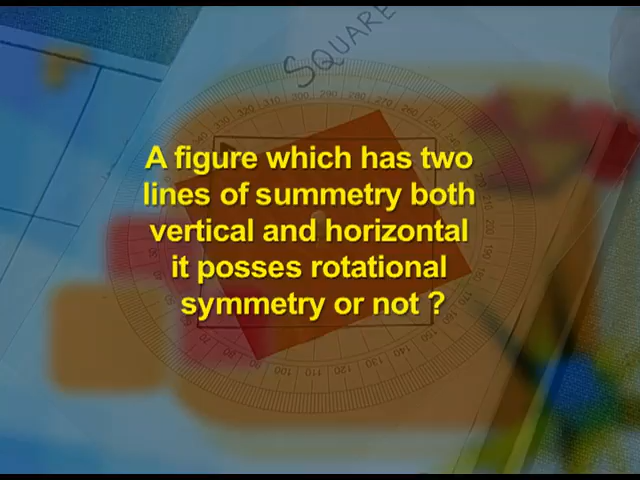 SQUARE
A figure which has two
lines of summetry both
vertical and horizontal
it posses rotational
symmetry or not ?